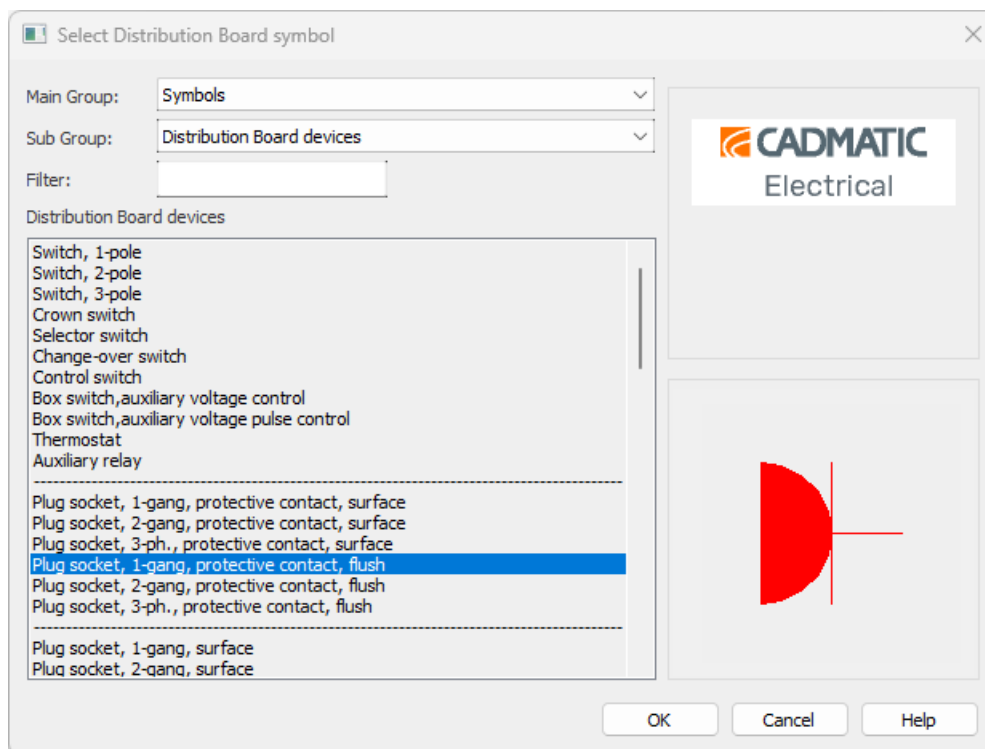 Select Distribution Board symbol
Main Group: Symbols
Sub Group: Distribution Board devices
Filter:
Distribution Board devices
Switch, 1-pole
Switch, 2-pole
Switch, 3-pole
Crown switch
Selector switch
Change-over switch
Control switch
Box switch,auxiliary voltage control
Box switch,auxiliary voltage pulse control
Thermostat
Auxiliary relay
Plug socket, 1-gang, protective contact, surface
Plug socket, 2-gang, protective contact, surface
Plug socket, 3-ph., protective contact, surface
Plug socket, 1-gang, protective contact, flush
Plug socket, 2-gang, protective contact, flush
Plug socket, 3-ph., protective contact, flush
Plug socket, 1-gang, surface
Plug socket, 2-gang, surface
CADMATIC
Electrical
OK Cancel Help